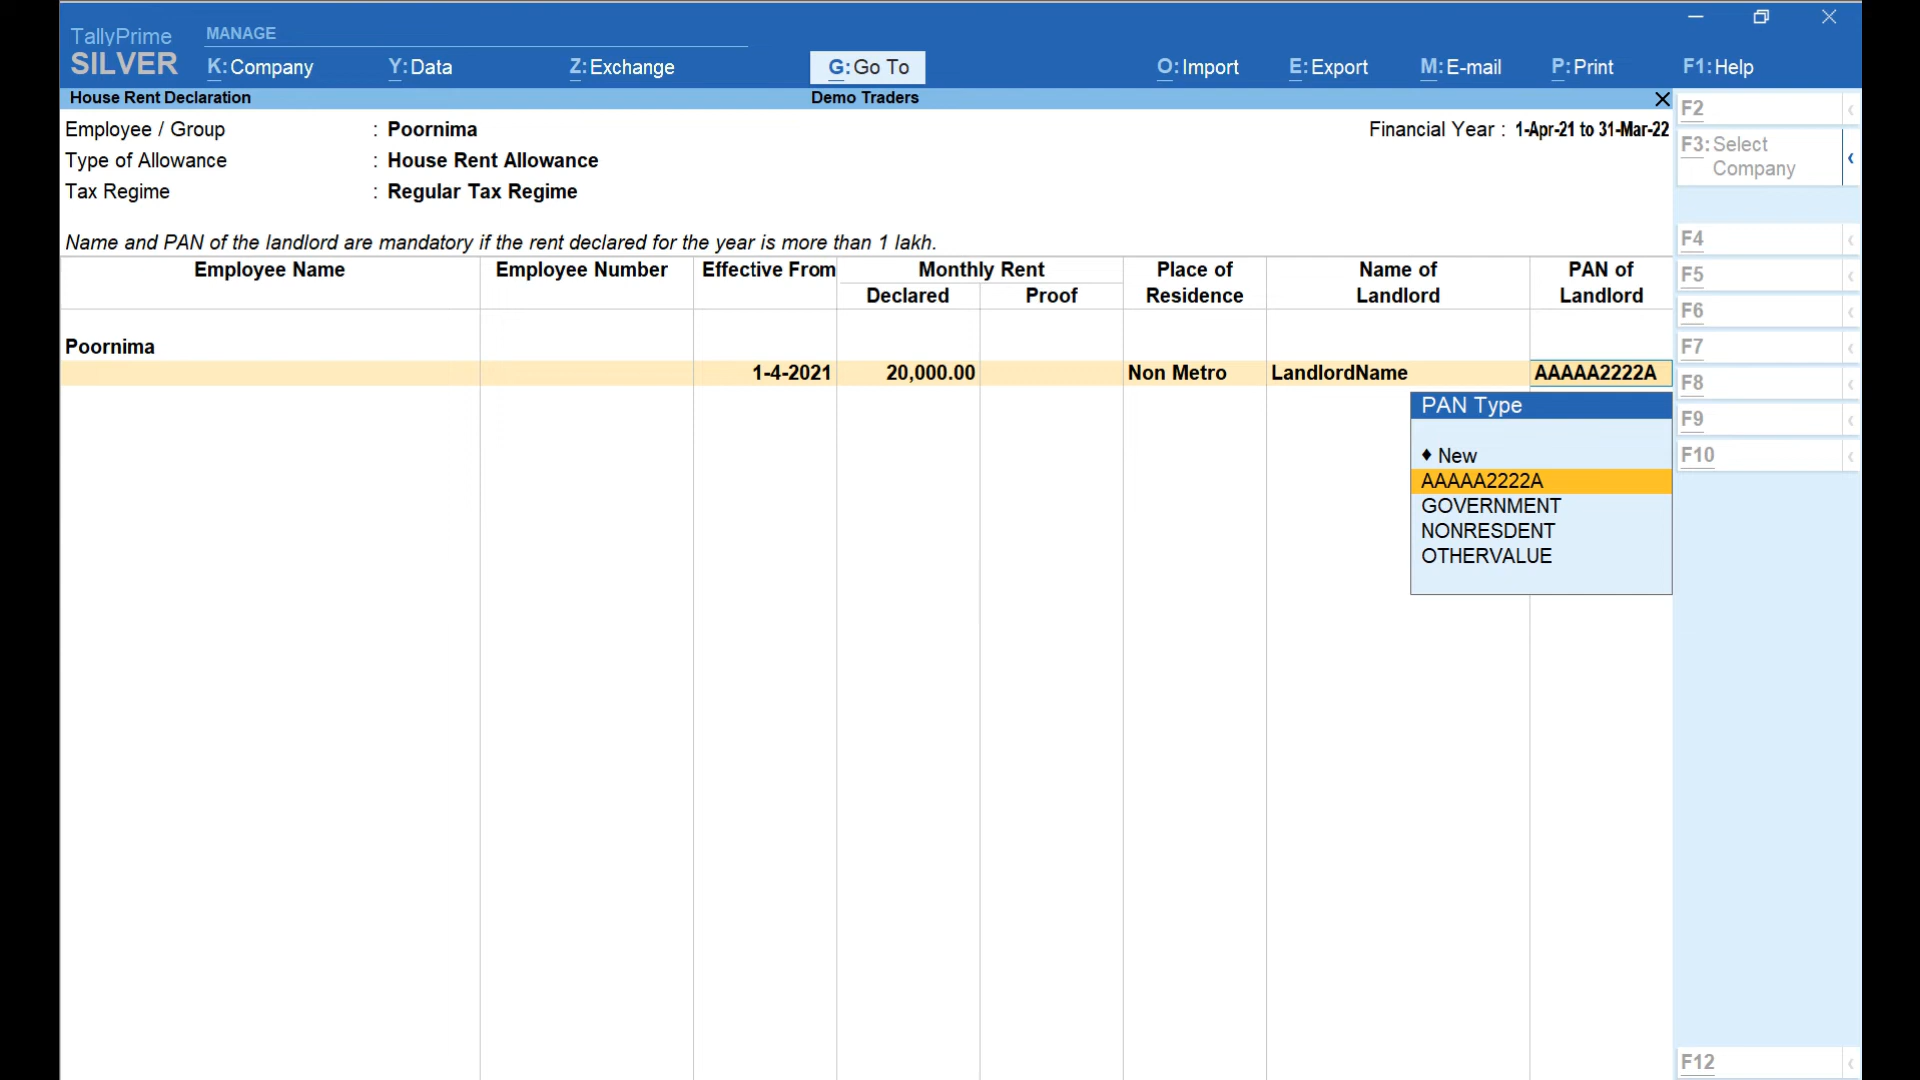 TallyPrime
SILVER
MANAGE
K:Company Y:Data Z:Exchange G:Go To O:Import E:Export M:E-mail P:Print F1:Help
House Rent Declaration Demo Traders
Employee / Group : Poornima Financial Year : 1-Apr-21 to 31-Mar-22
Type of Allowance : House Rent Allowance
Tax Regime : Regular Tax Regime
Name and PAN of the landlord are mandatory if the rent declared for the year is more than 1 lakh.
Employee Name Employee Number Effective From Monthly Rent Place of Name of PAN of
Declared Proof Residence Landlord Landlord
Poornima
1-4-2021 20,000.00 Non Metro LandlordName AAAAA2222A
PAN Type
♦ New
AAAAA2222A
GOVERNMENT
NONRESDENT
OTHERVALUE
F2
F3:Select
Company
F4
F5
F6
F7
F8
F9
F10
F12